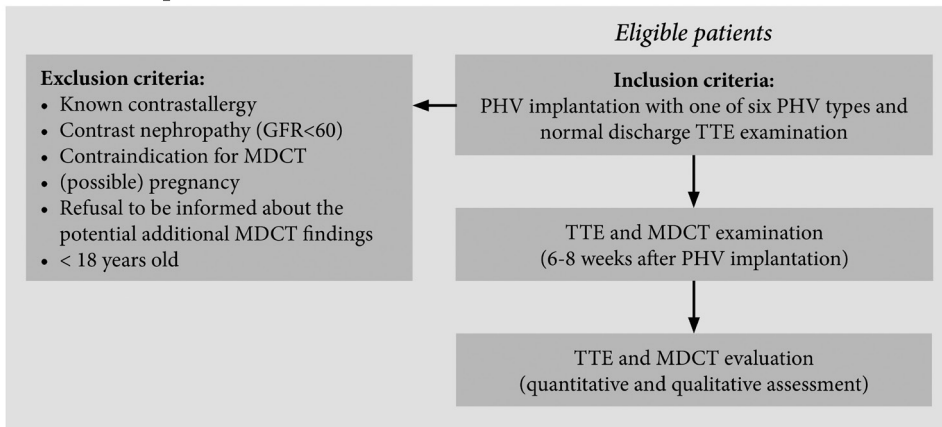 Eligible patients
Exclusion criteria:
• Known contrastallergy
• Contrast nephropathy (GFR<60)
• Contraindication for MDCT
• (possible) pregnancy
• Refusal to be informed about the
potential additional MDCT findings
• < 18 years old
Inclusion criteria:
PHV implantation with one of six PHV types and
normal discharge TTE examination
TTE and MDCT examination
(6-8 weeks after PHV implantation)
TTE and MDCT evaluation
(quantitative and qualitative assessment)